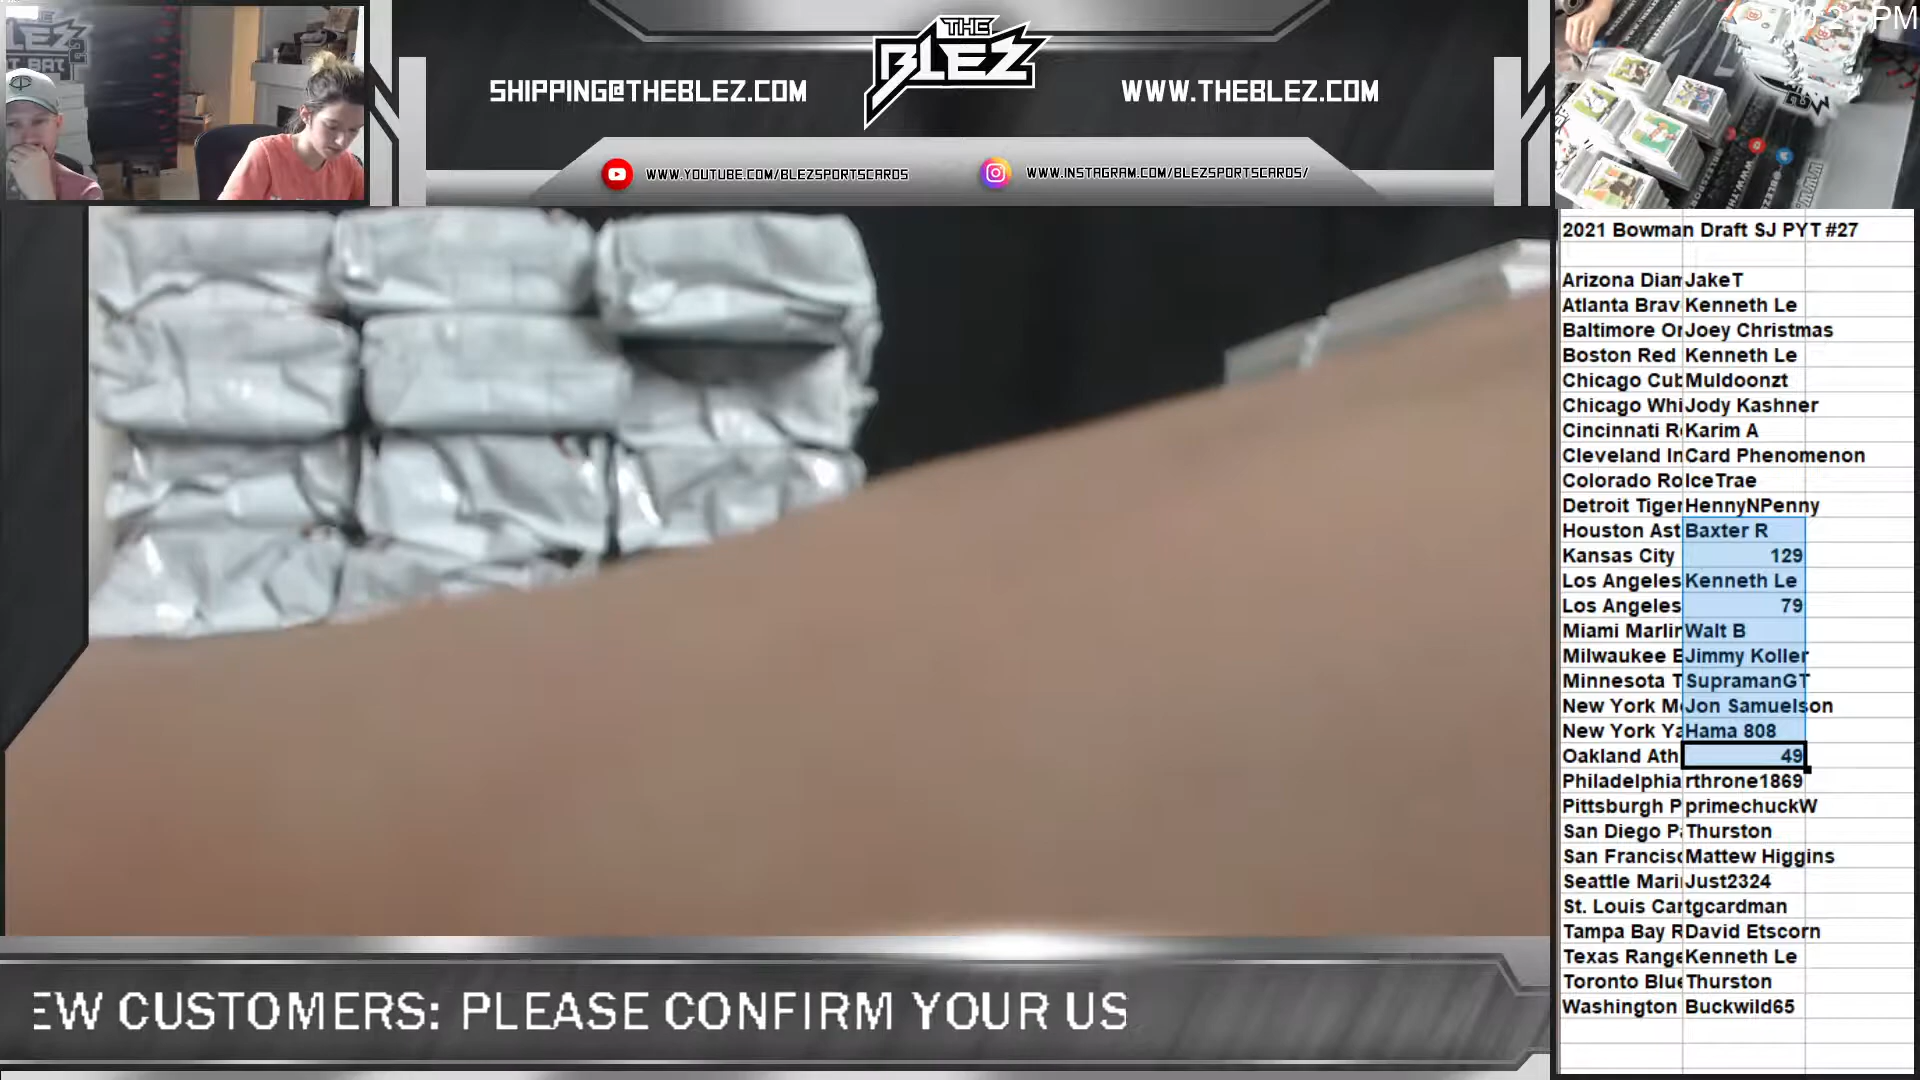 THE
BLEZ
SHIPPING@THEBLEZ.COM
WWW.THEBLEZ.COM
WWW.YOUTUBE.COM/BLEZSPORTSCARDS
WWW.INSTAGRAM.COM/BLEZSPORTSCARDS/
PM
2021 Bowman Draft SJ PYT #27
Arizona Diam JakeT
Atlanta Brav Kenneth Le
Baltimore Or Joey Christmas
Boston Red Kenneth Le
Chicago Cub Muldoonzt
Chicago Whi Jody Kashner
Cincinnati Re Karim A
Cleveland In Card Phenomenon
Colorado Ro IceTrae
Detroit Tiger HennyNPenny
Houston Ast Baxter R
Kansas City 129
Los Angeles Kenneth Le
Los Angeles 79
Miami Marlin Walt B
Milwaukee B Jimmy Koller
Minnesota T SupramanGT
New York Me Jon Samuelson
New York Ya Hama 808
Oakland Ath 49
Philadelphia rthrone1869
Pittsburgh P primechuckW
San Diego Pa Thurston
San Francisc Mattew Higgins
Seattle Mari Just2324
St. Louis Car tgcardman
Tampa Bay R David Etscorn
Texas Range Kenneth Le
Toronto Blue Thurston
Washington Buckwild65
EW CUSTOMERS: PLEASE CONFIRM YOUR US